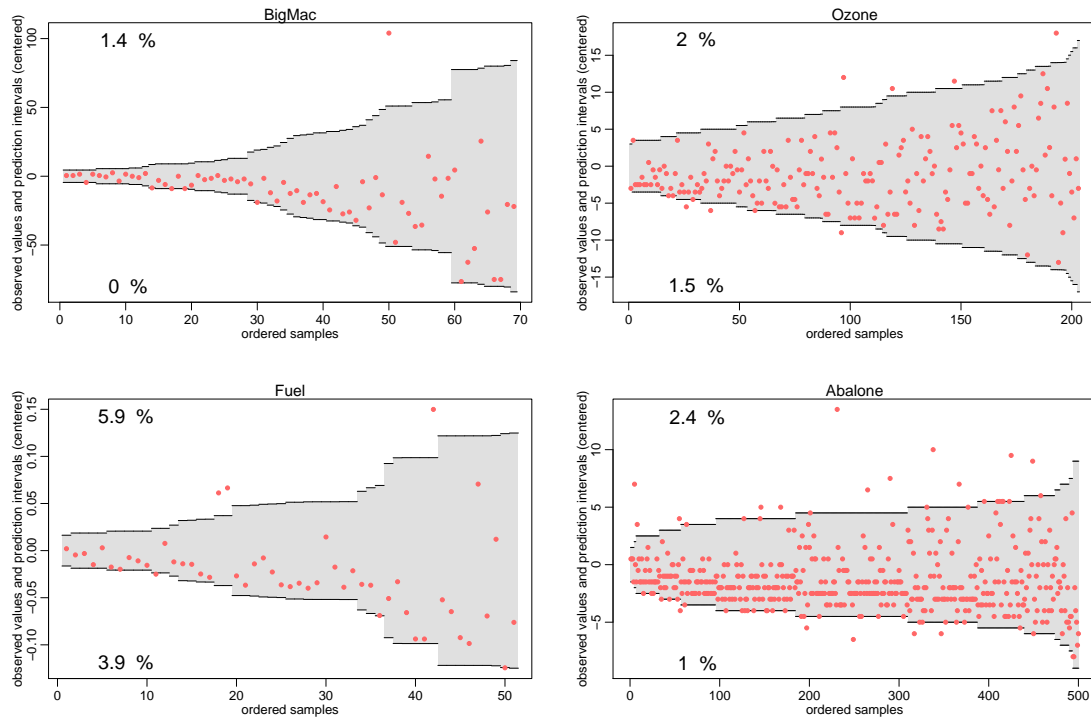 BigMac
observed values and prediction intervals (centered)
100
50
0
−50
1.4 %
0 %
0 10 20 30 40 50 60 70
ordered samples
Ozone
observed values and prediction intervals (centered)
15
10
5
0
−5
−10
−15
2 %
1.5 %
0 50 100 150 200
ordered samples
Fuel
observed values and prediction intervals (centered)
0.15
0.10
0.05
0.00
−0.05
−0.10
5.9 %
3.9 %
0 10 20 30 40 50
ordered samples
Abalone
observed values and prediction intervals (centered)
10
5
0
−5
2.4 %
1 %
0 100 200 300 400 500
ordered samples